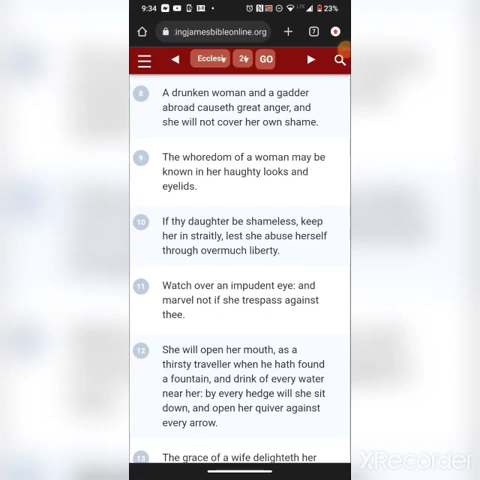 9:34
LTE
23%
.ingjamesbibleonline.org
7
Ecclesi
GO
8
A drunken woman and a gadder
abroad causeth great anger, and
she will not cover her own shame.
9
The whoredom of a woman may be
known in her haughty looks and
eyelids.
10
If thy daughter be shameless, keep
her in straitly, lest she abuse herself
through overmuch liberty.
11
Watch over an impudent eye: and
marvel not if she trespass against
thee.
12
She will open her mouth, as a
thirsty traveller when he hath found
a fountain, and drink of every water
near her: by every hedge will she sit
down, and open her quiver against
every arrow.
13
The grace of a wife delighteth her
XRecorder